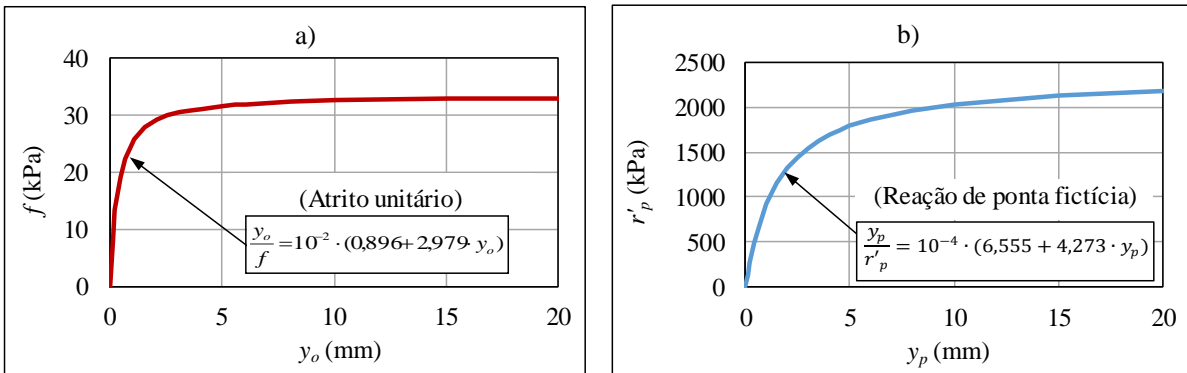 a)
40
30
20
10
0
f (kPa)
(Atrito unitário)
y_o/f =10⁻² · (0,896+2,979· y_o)
0 5 10 15 20
y_o (mm)
b)
2500
2000
1500
1000
500
0
r'_p (kPa)
(Reação de ponta fictícia)
y_p/r'_p = 10⁻⁴ · (6,555 + 4,273 · y_p)
0 5 10 15 20
y_p (mm)